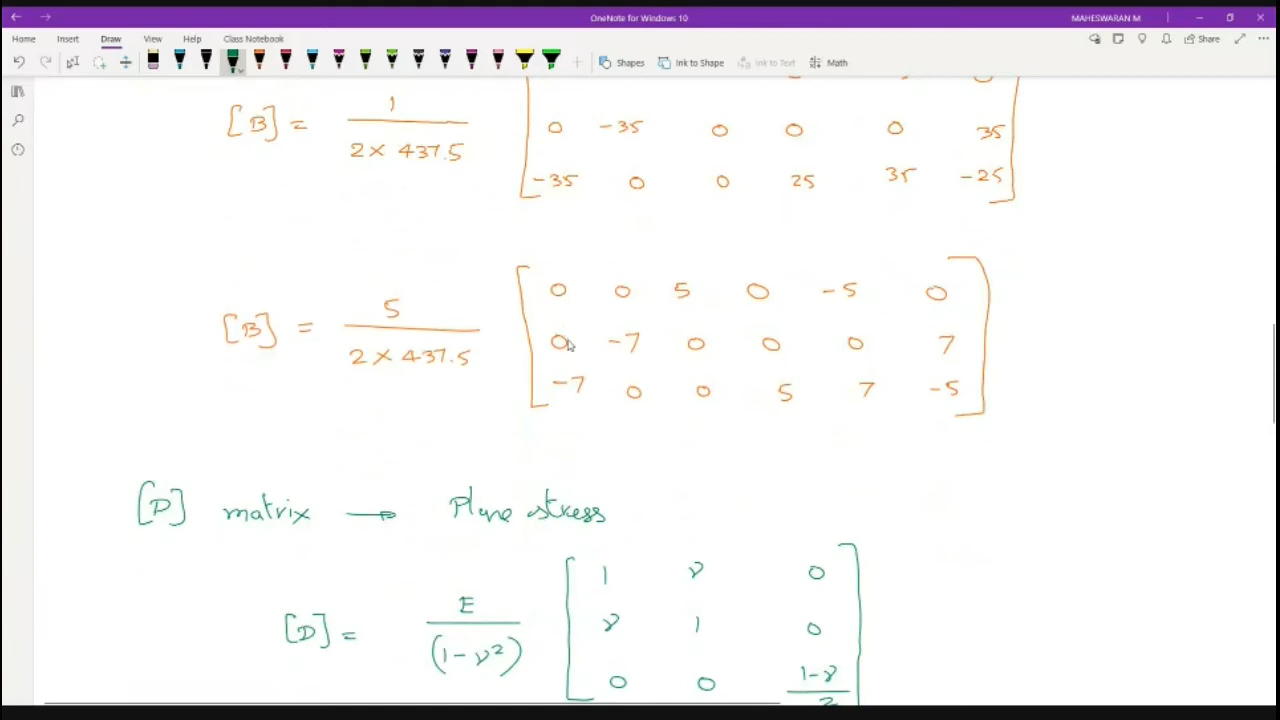 OneNote for Windows 10
MAHESWARAN M
Home Insert Draw View Help Class Notebook
Share
Shapes Ink to Shape Ink to Text Math
[B] = 1 / 2 × 437.5
0 -35 0 0 0 35
-35 0 0 25 35 -25
[B] = 5 / 2 × 437.5
0 0 5 0 -5 0
0 -7 0 0 0 7
-7 0 0 5 7 -5
[D] matrix → Plane stress
[D] = E / (1-ν²)
1 ν 0
ν 1 0
0 0 1-ν / 2